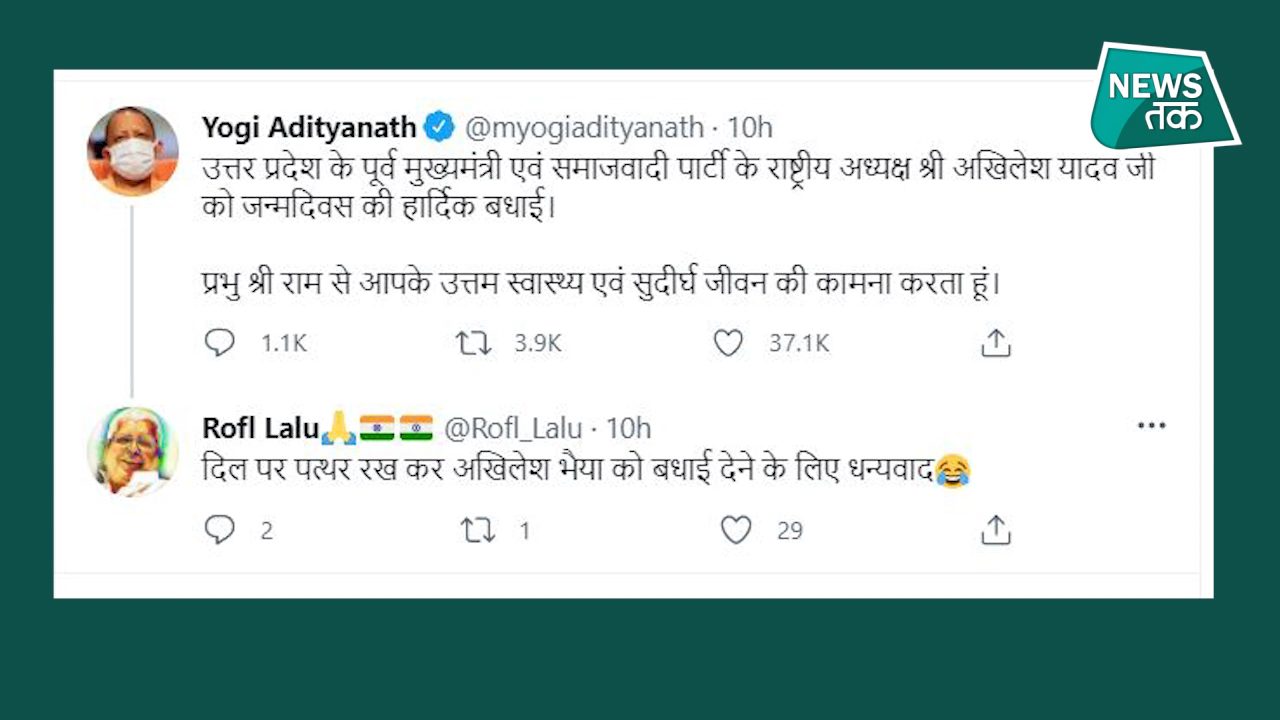 NEWS
तक
Yogi Adityanath @myogiadityanath · 10h
उत्तर प्रदेश के पूर्व मुख्यमंत्री एवं समाजवादी पार्टी के राष्ट्रीय अध्यक्ष श्री अखिलेश यादव जी
को जन्मदिवस की हार्दिक बधाई।
प्रभु श्री राम से आपके उत्तम स्वास्थ्य एवं सुदीर्घ जीवन की कामना करता हूं।
1.1K 3.9K 37.1K
Rofl Lalu🙏🇮🇳🇮🇳 @Rofl_Lalu · 10h
दिल पर पत्थर रख कर अखिलेश भैया को बधाई देने के लिए धन्यवाद😂
2 1 29